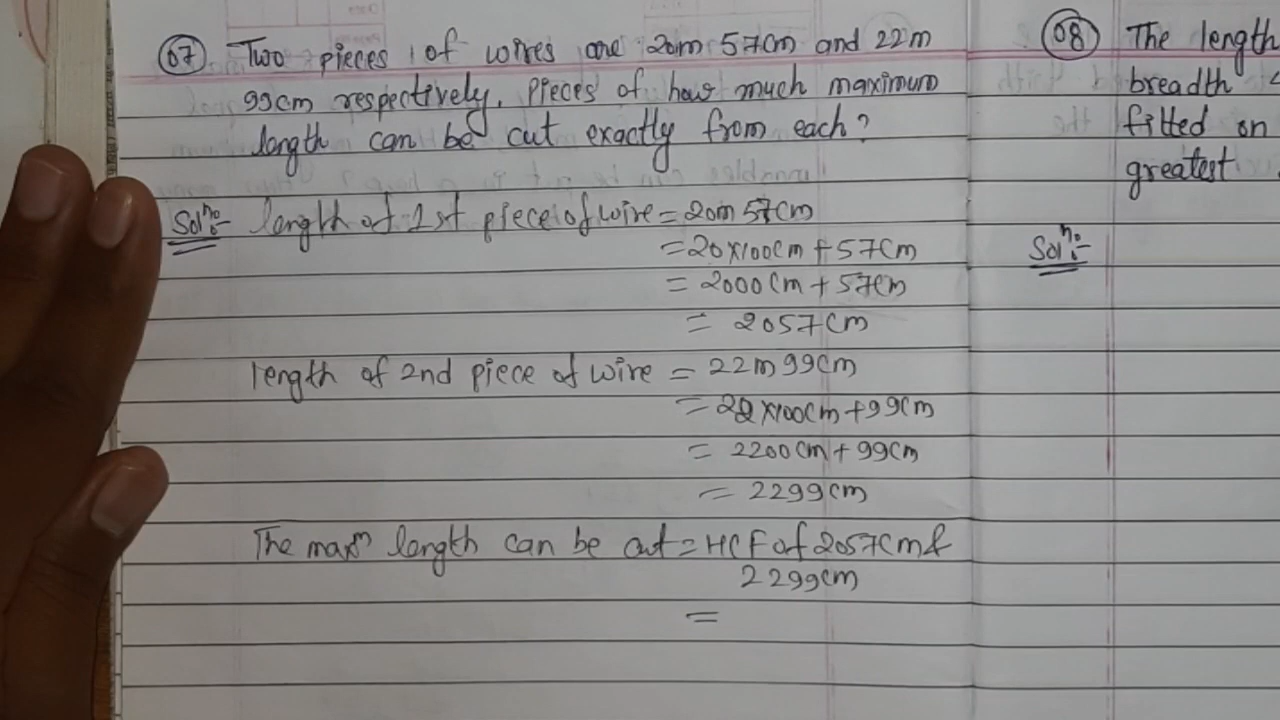 07 Two pieces of wires are 20m 57cm and 22m
99cm respectively. Pieces of how much maximum
length can be cut exactly from each?
Solno:- length of 1st piece of wire = 20m 57cm
= 20×100cm + 57cm
= 2000cm + 57cm
= 2057cm
length of 2nd piece of wire = 22m 99cm
= 22×100cm + 99cm
= 2200cm + 99cm
= 2299cm
The maxm length can be cut = HCF of 2057cm &
2299cm
=
08 The length
breadth
fitted on
greatest
Solno:-